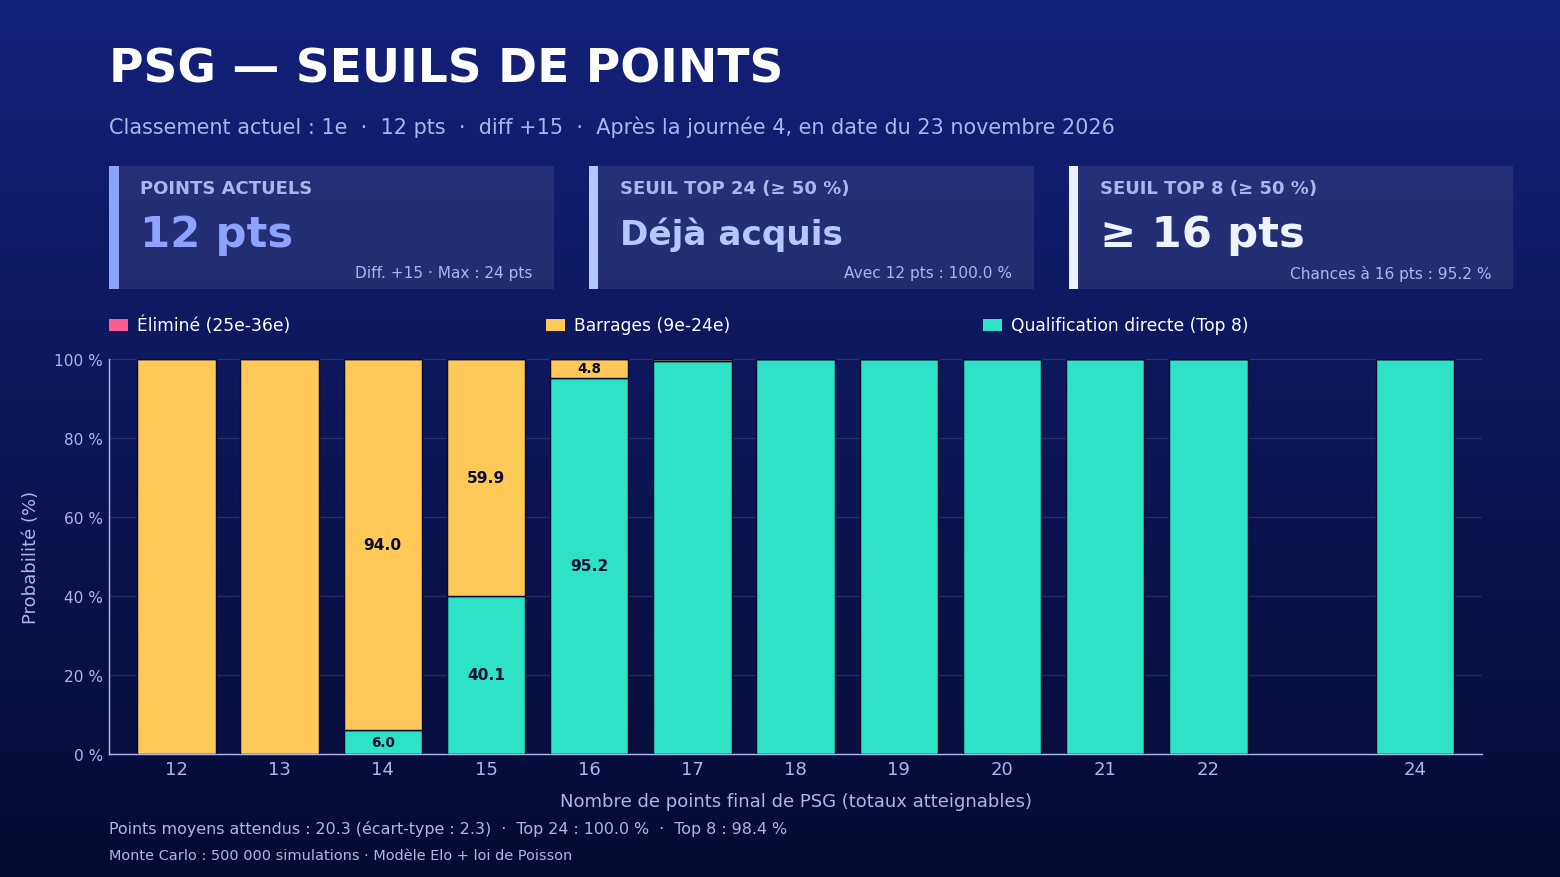 PSG — SEUILS DE POINTS
Classement actuel : 1e · 12 pts · diff +15 · Après la journée 4, en date du 23 novembre 2026
POINTS ACTUELS
12 pts
Diff. +15 · Max : 24 pts
SEUIL TOP 24 (≥ 50 %)
Déjà acquis
Avec 12 pts : 100.0 %
SEUIL TOP 8 (≥ 50 %)
≥ 16 pts
Chances à 16 pts : 95.2 %
Éliminé (25e-36e)
Barrages (9e-24e)
Qualification directe (Top 8)
Probabilité (%)
100 %
80 %
60 %
40 %
20 %
0 %
94.0
6.0
59.9
40.1
4.8
95.2
12 13 14 15 16 17 18 19 20 21 22 24
Nombre de points final de PSG (totaux atteignables)
Points moyens attendus : 20.3 (écart-type : 2.3) · Top 24 : 100.0 % · Top 8 : 98.4 %
Monte Carlo : 500 000 simulations · Modèle Elo + loi de Poisson